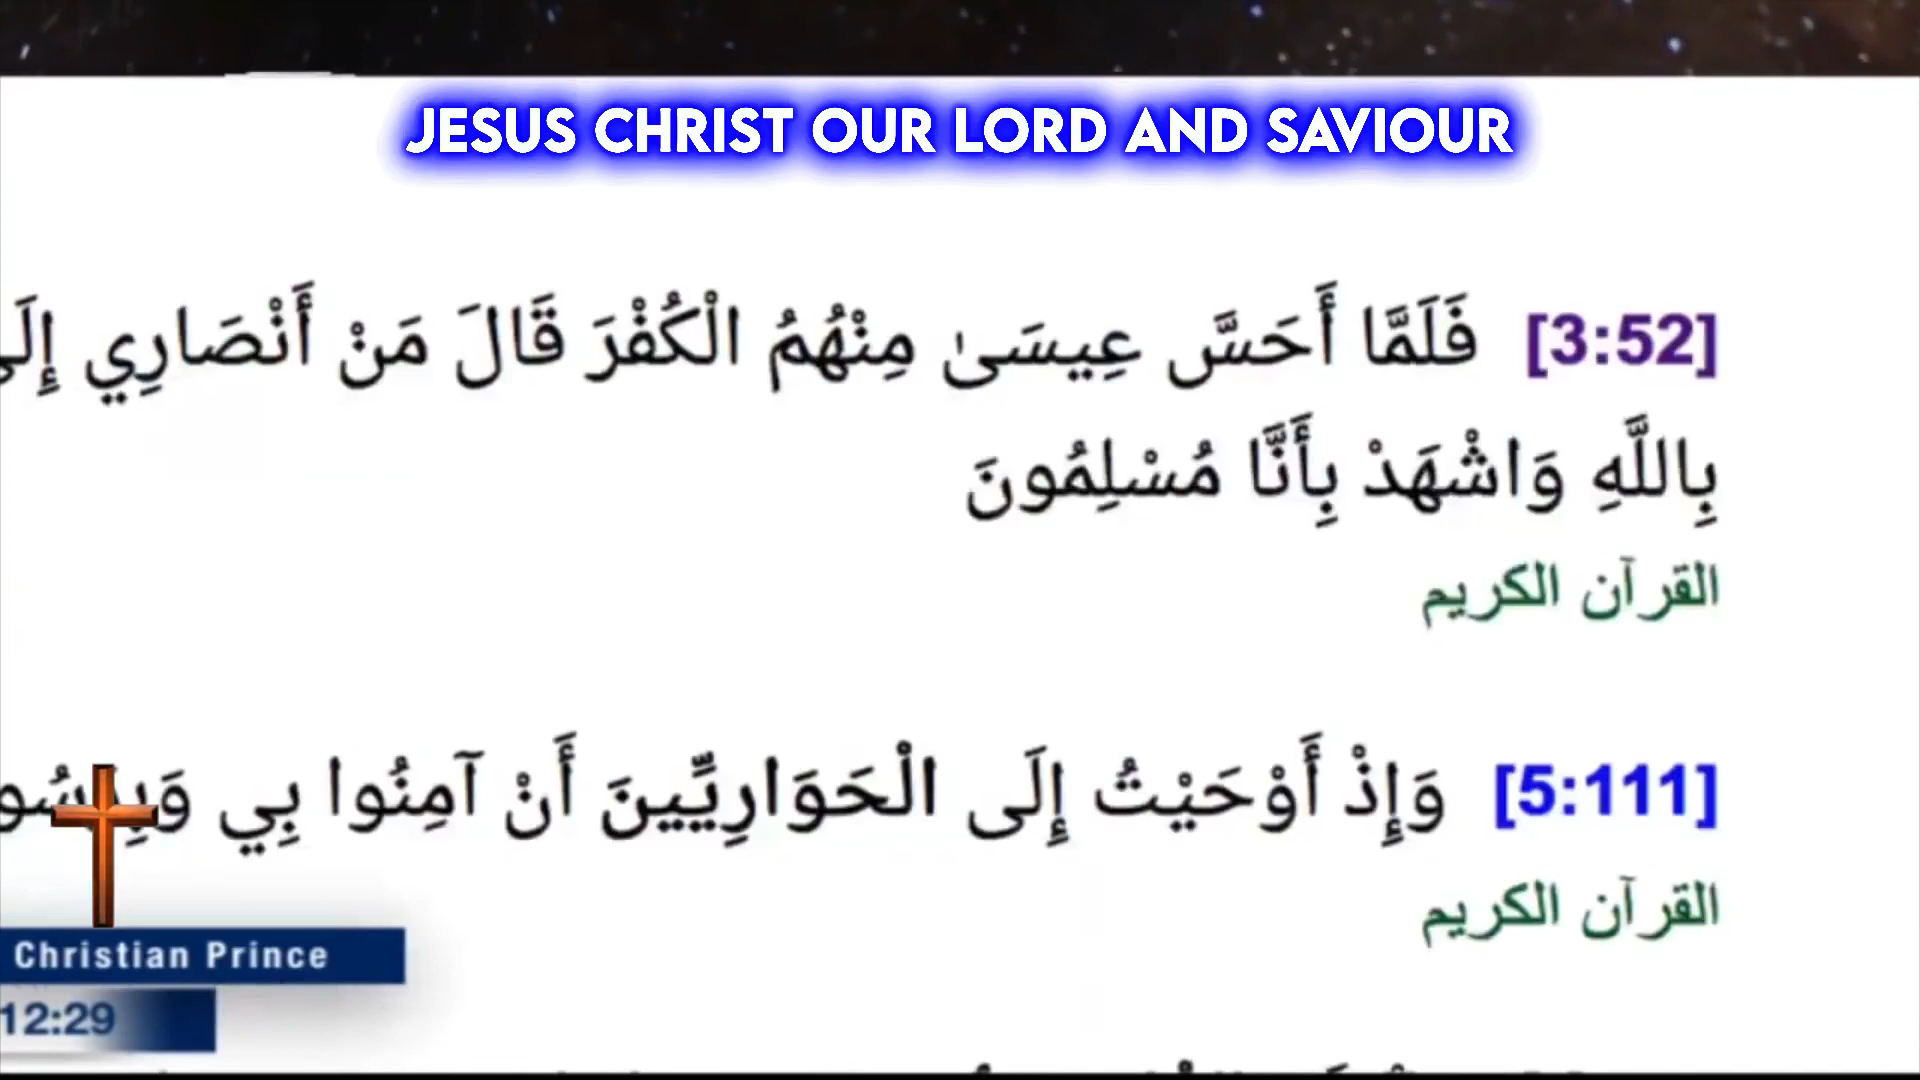 JESUS CHRIST OUR LORD AND SAVIOUR
[3:52] فَلَمَّا أَحَسَّ عِيسَىٰ مِنْهُمُ الْكُفْرَ قَالَ مَنْ أَنْصَارِي إِلَى
بِاللَّهِ وَاشْهَدْ بِأَنَّا مُسْلِمُونَ
القرآن الكريم
[5:111] وَإِذْ أَوْحَيْتُ إِلَى الْحَوَارِيِّينَ أَنْ آمِنُوا بِي
القرآن الكريم
Christian Prince
12:29